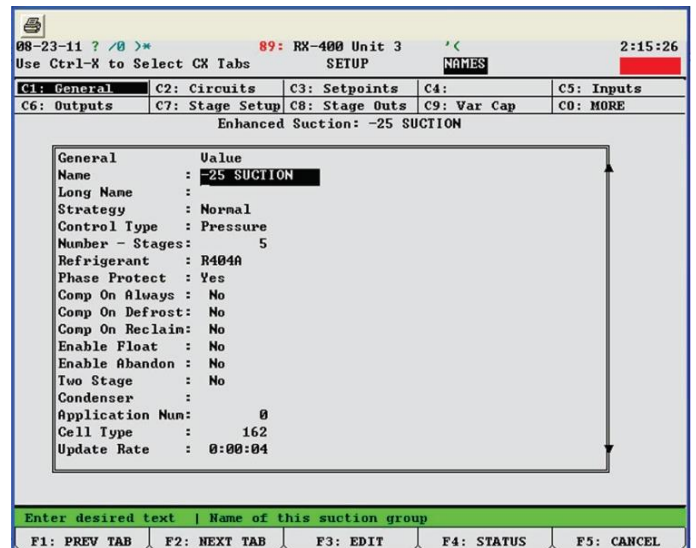 08-23-11 ? /0 )* 89: RX-400 Unit 3 '( 2:15:26
Use Ctrl-X to Select CX Tabs SETUP NAMES
C1: General C2: Circuits C3: Setpoints C4: C5: Inputs
C6: Outputs C7: Stage Setup C8: Stage Outs C9: Var Cap C0: MORE
Enhanced Suction: -25 SUCTION
General Value
Name : -25 SUCTION
Long Name :
Strategy : Normal
Control Type : Pressure
Number - Stages: 5
Refrigerant : R404A
Phase Protect : Yes
Comp On Always : No
Comp On Defrost: No
Comp On Reclaim: No
Enable Float : No
Enable Abandon : No
Two Stage : No
Condenser :
Application Num: 0
Cell Type : 162
Update Rate : 0:00:04
Enter desired text | Name of this suction group
F1: PREV TAB F2: NEXT TAB F3: EDIT F4: STATUS F5: CANCEL